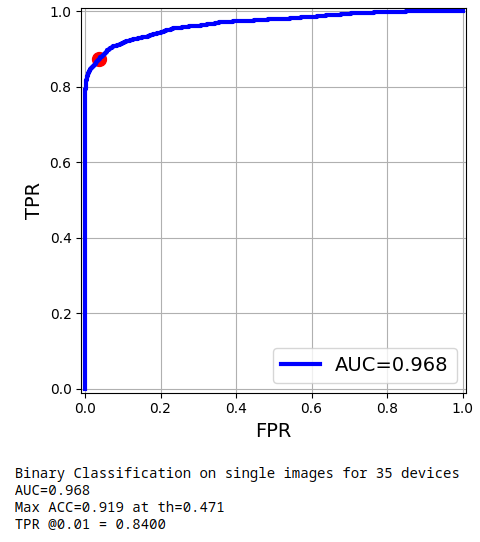 1.0
0.8
0.6
0.4
0.2
0.0
TPR
AUC=0.968
0.0 0.2 0.4 0.6 0.8 1.0
FPR
Binary Classification on single images for 35 devices
AUC=0.968
Max ACC=0.919 at th=0.471
TPR @0.01 = 0.8400